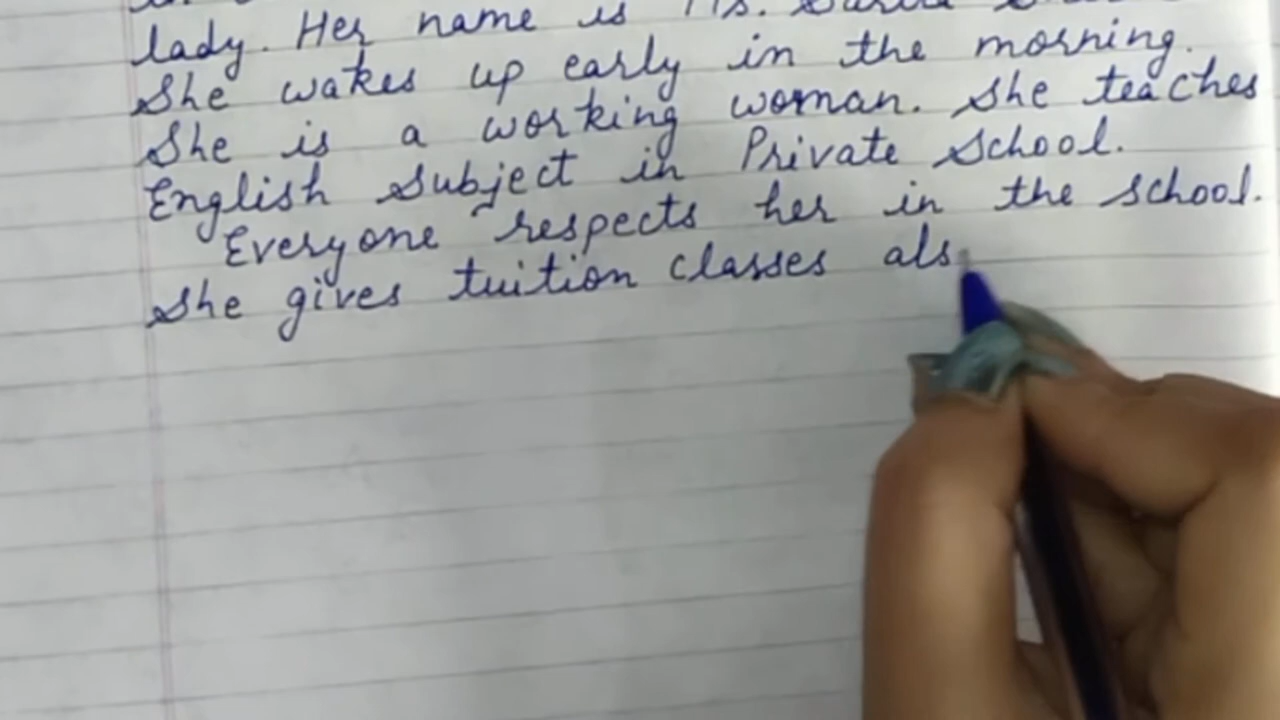 lady. Her name is Ms.
She wakes up early in the morning.
She is a working woman. She teaches
English Subject in Private School.
Everyone respects her in the school.
She gives tuition classes als